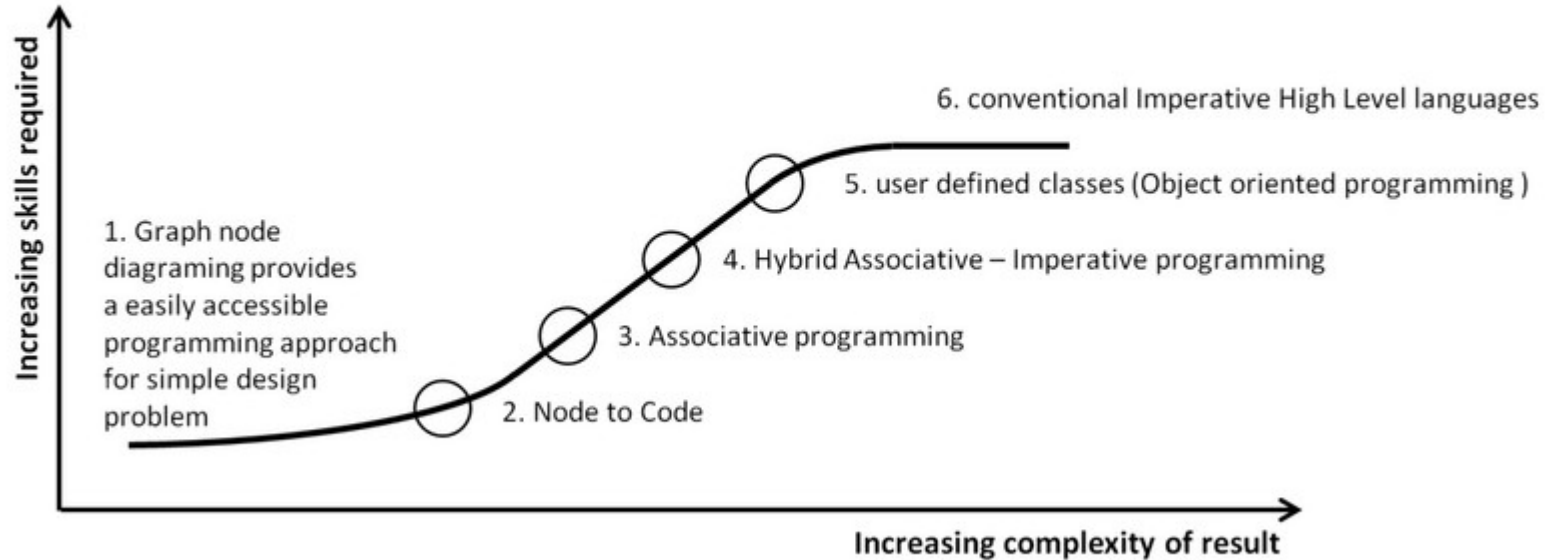 Increasing skills required
6. conventional Imperative High Level languages
5. user defined classes (Object oriented programming )
1. Graph node
diagraming provides
a easily accessible
programming approach
for simple design
problem
4. Hybrid Associative – Imperative programming
3. Associative programming
2. Node to Code
Increasing complexity of result